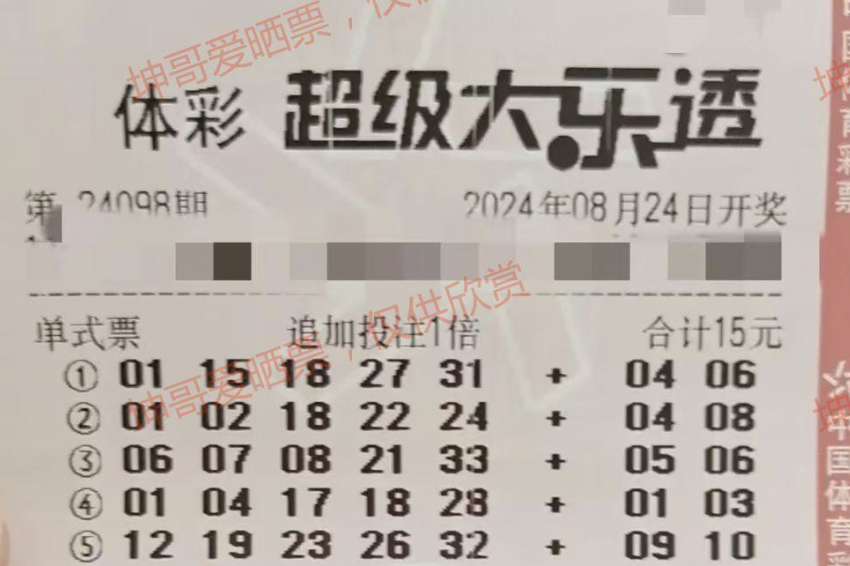 坤哥爱晒票，仅供
体彩 超级大乐透
第 24098期 2024年08月24日开奖
单式票 追加投注1倍 合计15元
坤哥爱晒票，仅供欣赏
① 01 15 18 27 31 + 04 06
② 01 02 18 22 24 + 04 08
③ 06 07 08 21 33 + 05 06
④ 01 04 17 18 28 + 01 03
⑤ 12 19 23 26 32 + 09 10
国体育彩票
中国体育彩